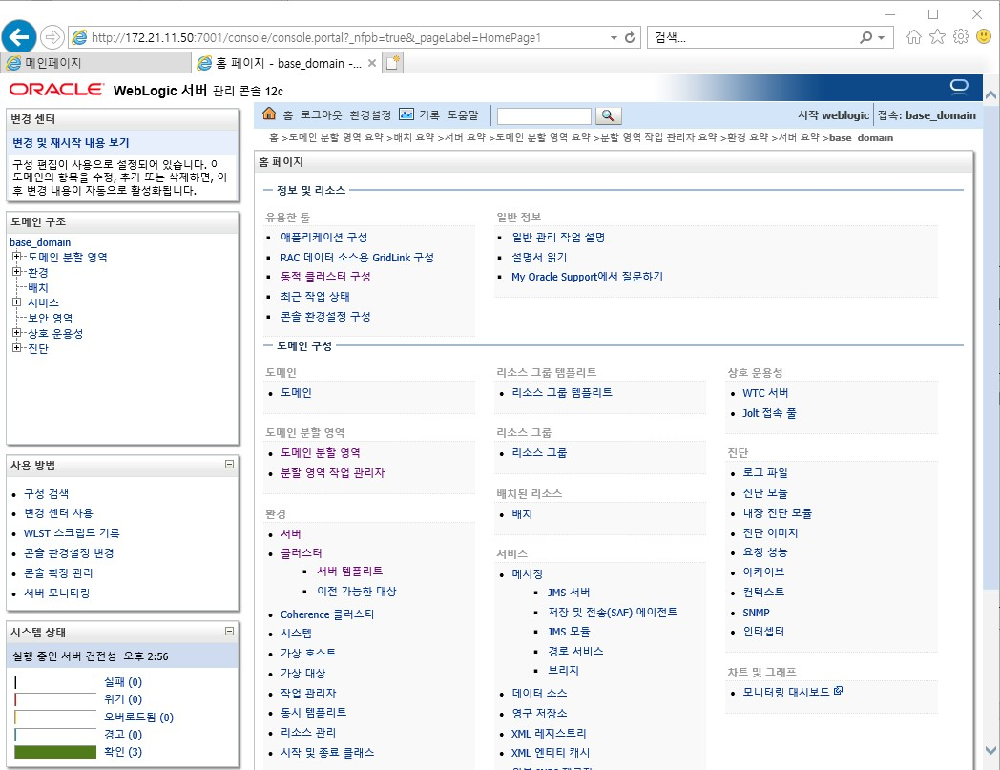 http://172.21.11.50:7001/console/console.portal?_nfpb=true&_pageLabel=HomePage1
검색...
메인페이지
홈 페이지 - base_domain -...
ORACLE WebLogic 서버 관리 콘솔 12c
변경 센터
변경 및 재시작 내용 보기
구성 편집이 사용으로 설정되어 있습니다. 이
도메인의 항목을 수정, 추가 또는 삭제하면, 이
후 변경 내용이 자동으로 활성화됩니다.
도메인 구조
base_domain
도메인 분할 영역
환경
배치
서비스
보안 영역
상호 운용성
진단
사용 방법
구성 검색
변경 센터 사용
WLST 스크립트 기록
콘솔 환경설정 변경
콘솔 확장 관리
서버 모니터링
시스템 상태
실행 중인 서버 건전성 오후 2:56
실패 (0)
위기 (0)
오버로드됨 (0)
경고 (0)
확인 (3)
홈 로그아웃 환경설정 기록 도움말
시작 weblogic 접속: base_domain
홈 >도메인 분할 영역 요약 >배치 요약 >서버 요약 >도메인 분할 영역 요약 >분할 영역 작업 관리자 요약 >환경 요약 >서버 요약 >base_domain
홈 페이지
정보 및 리소스
유용한 툴
애플리케이션 구성
RAC 데이터 소스용 GridLink 구성
동적 클러스터 구성
최근 작업 상태
콘솔 환경설정 구성
일반 정보
일반 관리 작업 설명
설명서 읽기
My Oracle Support에서 질문하기
도메인 구성
도메인
도메인
도메인 분할 영역
도메인 분할 영역
분할 영역 작업 관리자
환경
서버
클러스터
서버 템플리트
이전 가능한 대상
Coherence 클러스터
시스템
가상 호스트
가상 대상
작업 관리자
동시 템플리트
리소스 관리
시작 및 종료 클래스
리소스 그룹 템플리트
리소스 그룹 템플리트
리소스 그룹
리소스 그룹
배치된 리소스
배치
서비스
메시징
JMS 서버
저장 및 전송(SAF) 에이전트
JMS 모듈
경로 서비스
브리지
데이터 소스
영구 저장소
XML 레지스트리
XML 엔티티 캐시
상호 운용성
WTC 서버
Jolt 접속 풀
진단
로그 파일
진단 모듈
내장 진단 모듈
진단 이미지
요청 성능
아카이브
컨텍스트
SNMP
인터셉터
차트 및 그래프
모니터링 대시보드